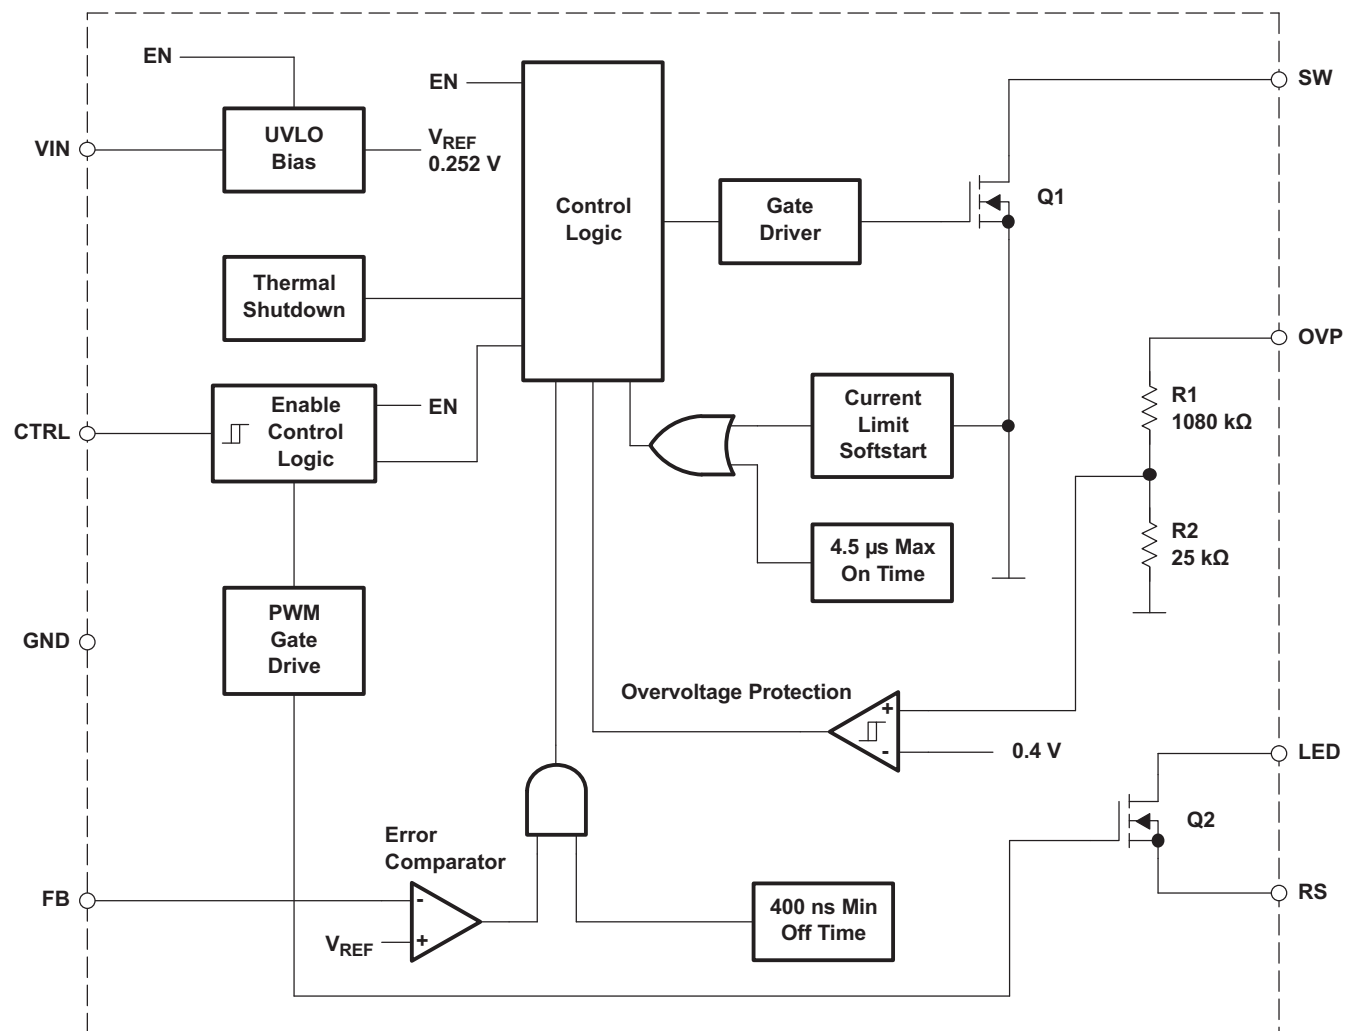 EN
SW
EN
VIN
UVLO
Bias
VREF
0.252 V
Control
Logic
Gate
Driver
Q1
Thermal
Shutdown
OVP
CTRL
Enable
Control
Logic
EN
Current
Limit
Softstart
R1
1080 kΩ
4.5 µs Max
On Time
R2
25 kΩ
GND
PWM
Gate
Drive
Overvoltage Protection
+
-
0.4 V
LED
Q2
Error
Comparator
FB
-
+
VREF
400 ns Min
Off Time
RS